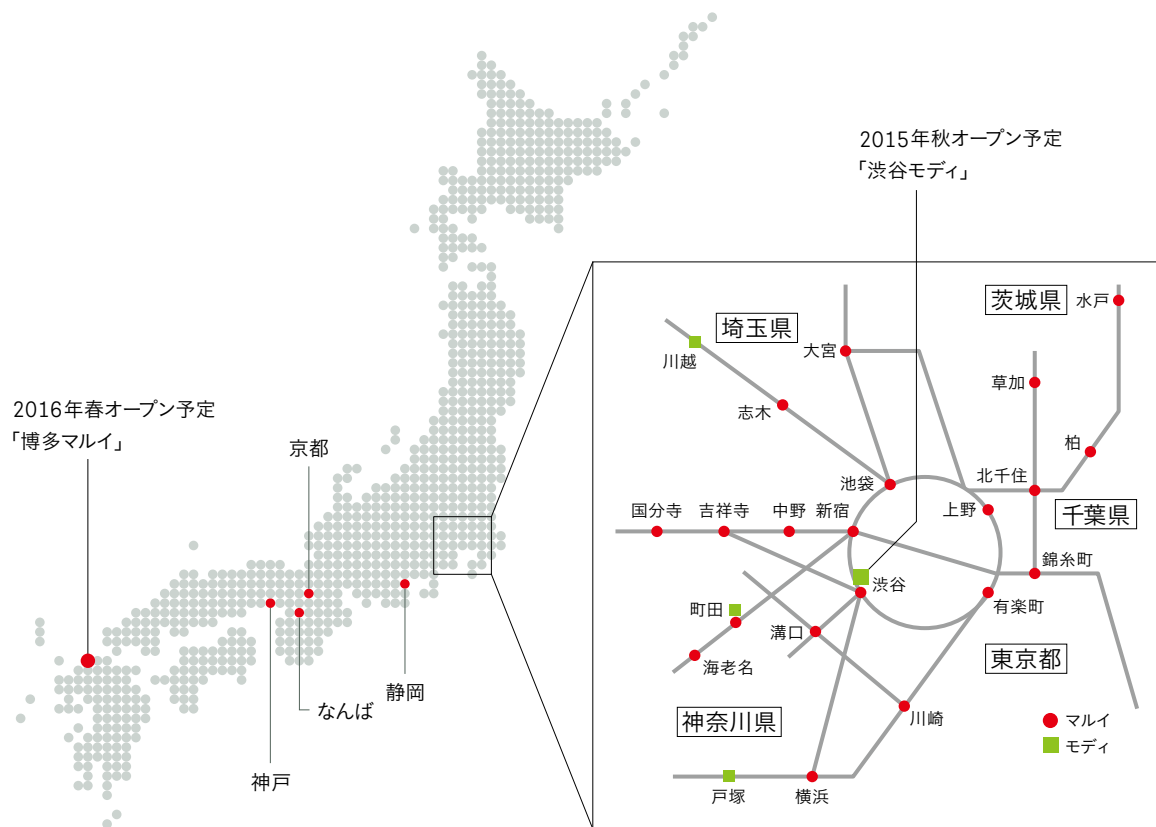 2015年秋オープン予定
「渋谷モディ」
2016年春オープン予定
「博多マルイ」
京都
静岡
なんば
神戸
埼玉県
茨城県
水戸
大宮
川越
草加
志木
柏
池袋
北千住
国分寺
吉祥寺
中野
新宿
上野
千葉県
錦糸町
渋谷
有楽町
町田
溝口
海老名
東京都
川崎
神奈川県
マルイ
モディ
戸塚
横浜